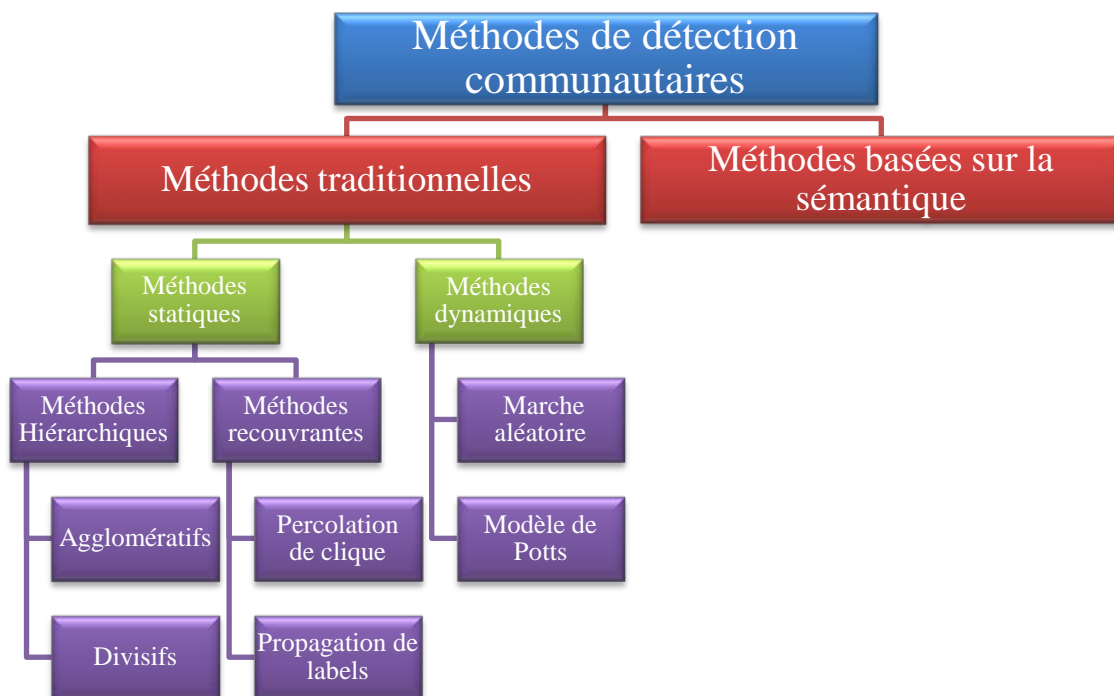 Méthodes de détection
communautaires
Méthodes traditionnelles
Méthodes basées sur la
sémantique
Méthodes
statiques
Méthodes
dynamiques
Méthodes
Hiérarchiques
Méthodes
recouvrantes
Marche
aléatoire
Agglomératifs
Percolation
de clique
Modèle de
Potts
Divisifs
Propagation de
labels